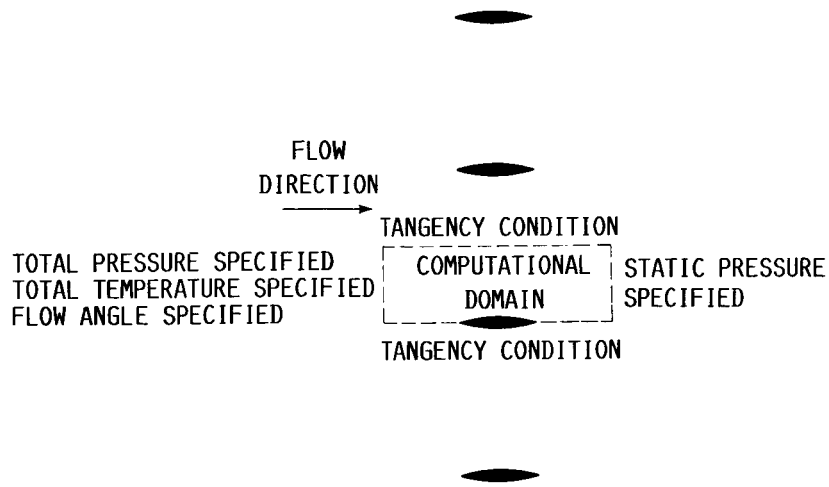 FLOW
DIRECTION
TANGENCY CONDITION
TOTAL PRESSURE SPECIFIED
TOTAL TEMPERATURE SPECIFIED
FLOW ANGLE SPECIFIED
COMPUTATIONAL
DOMAIN
STATIC PRESSURE
SPECIFIED
TANGENCY CONDITION